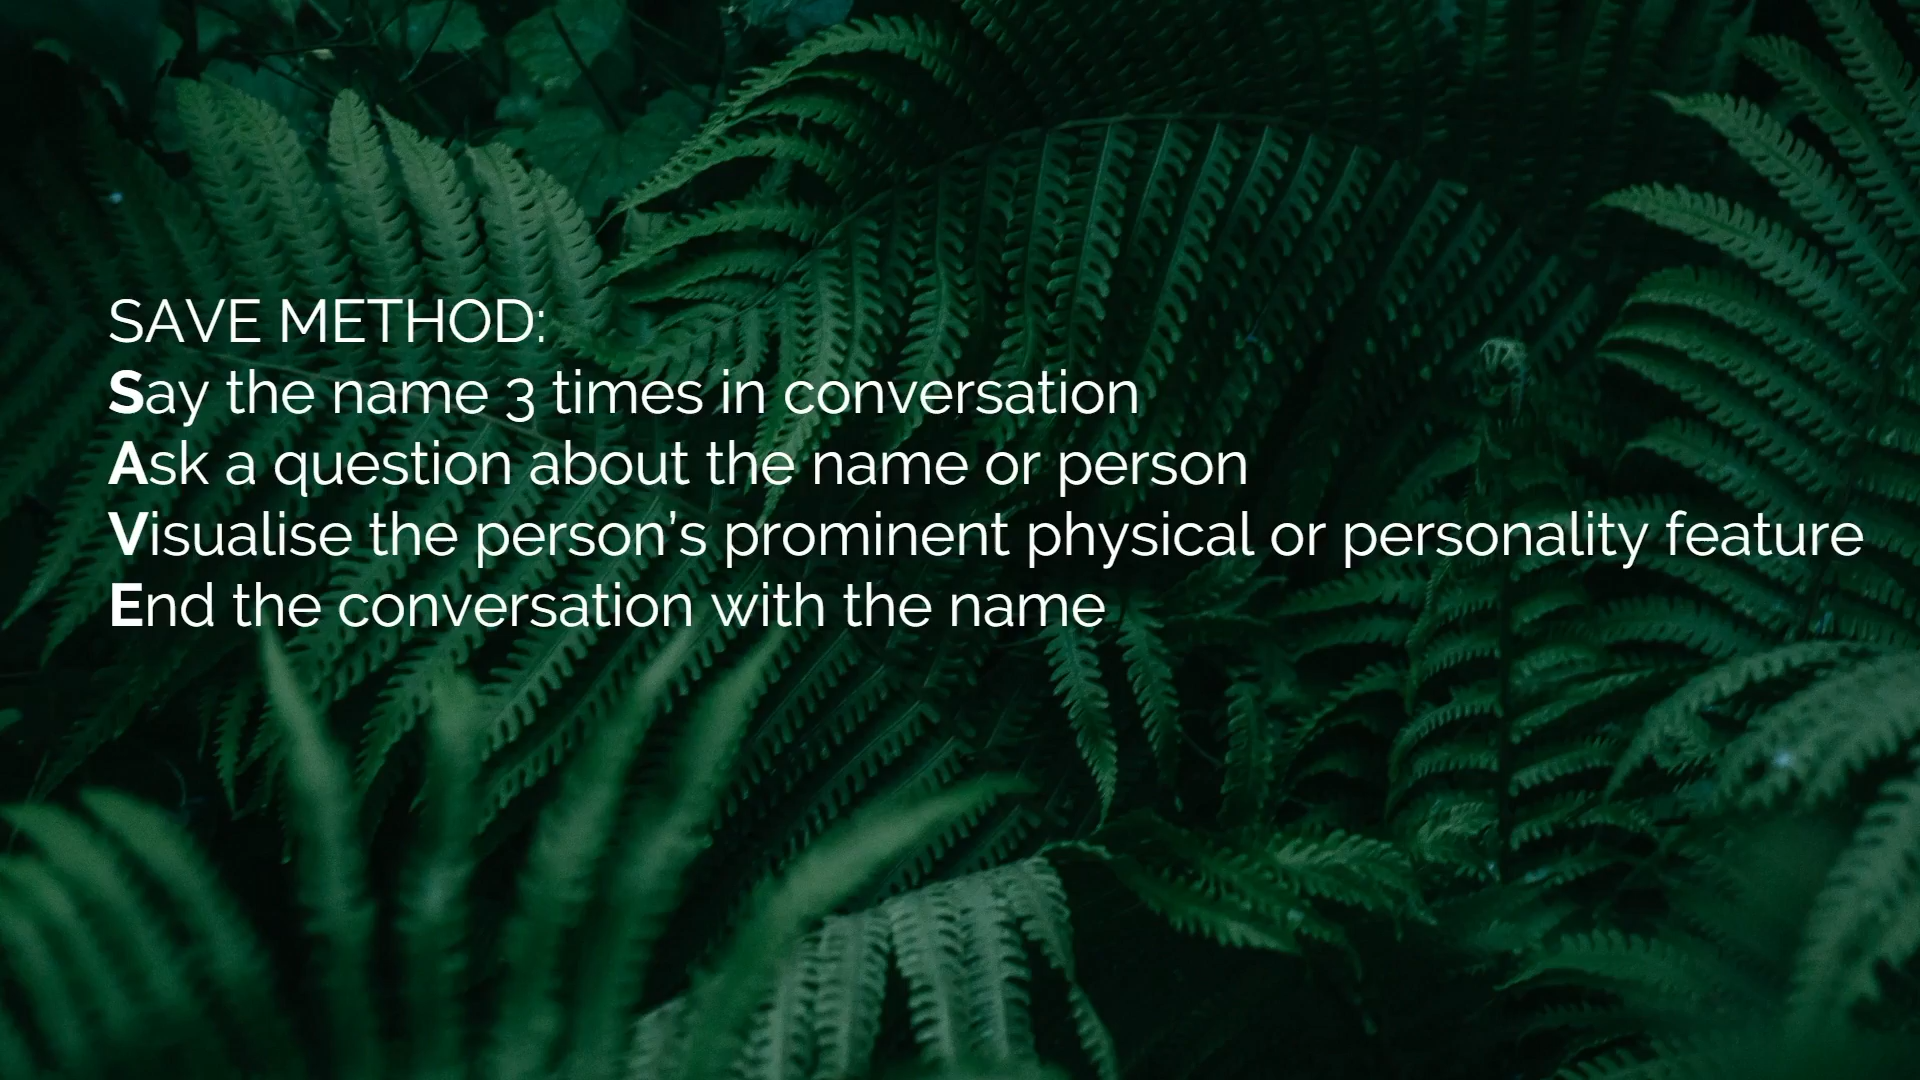 SAVE METHOD:
Say the name 3 times in conversation
Ask a question about the name or person
Visualise the person’s prominent physical or personality feature
End the conversation with the name